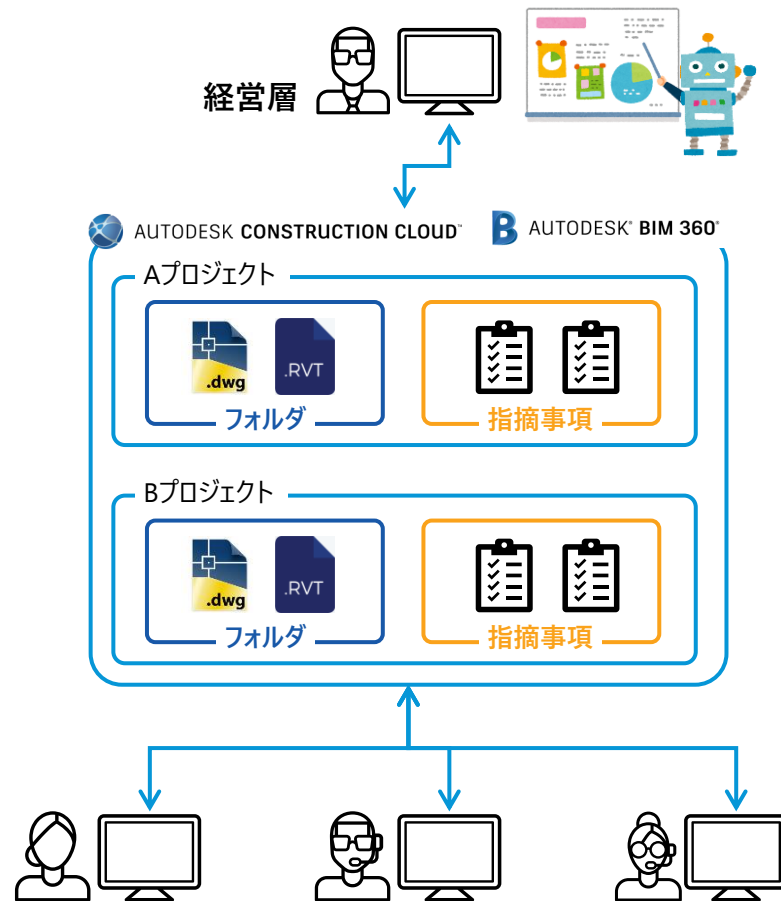 経営層
AUTODESK CONSTRUCTION CLOUD™
AUTODESK® BIM 360®
Aプロジェクト
.dwg
.RVT
フォルダ
指摘事項
Bプロジェクト
.dwg
.RVT
フォルダ
指摘事項